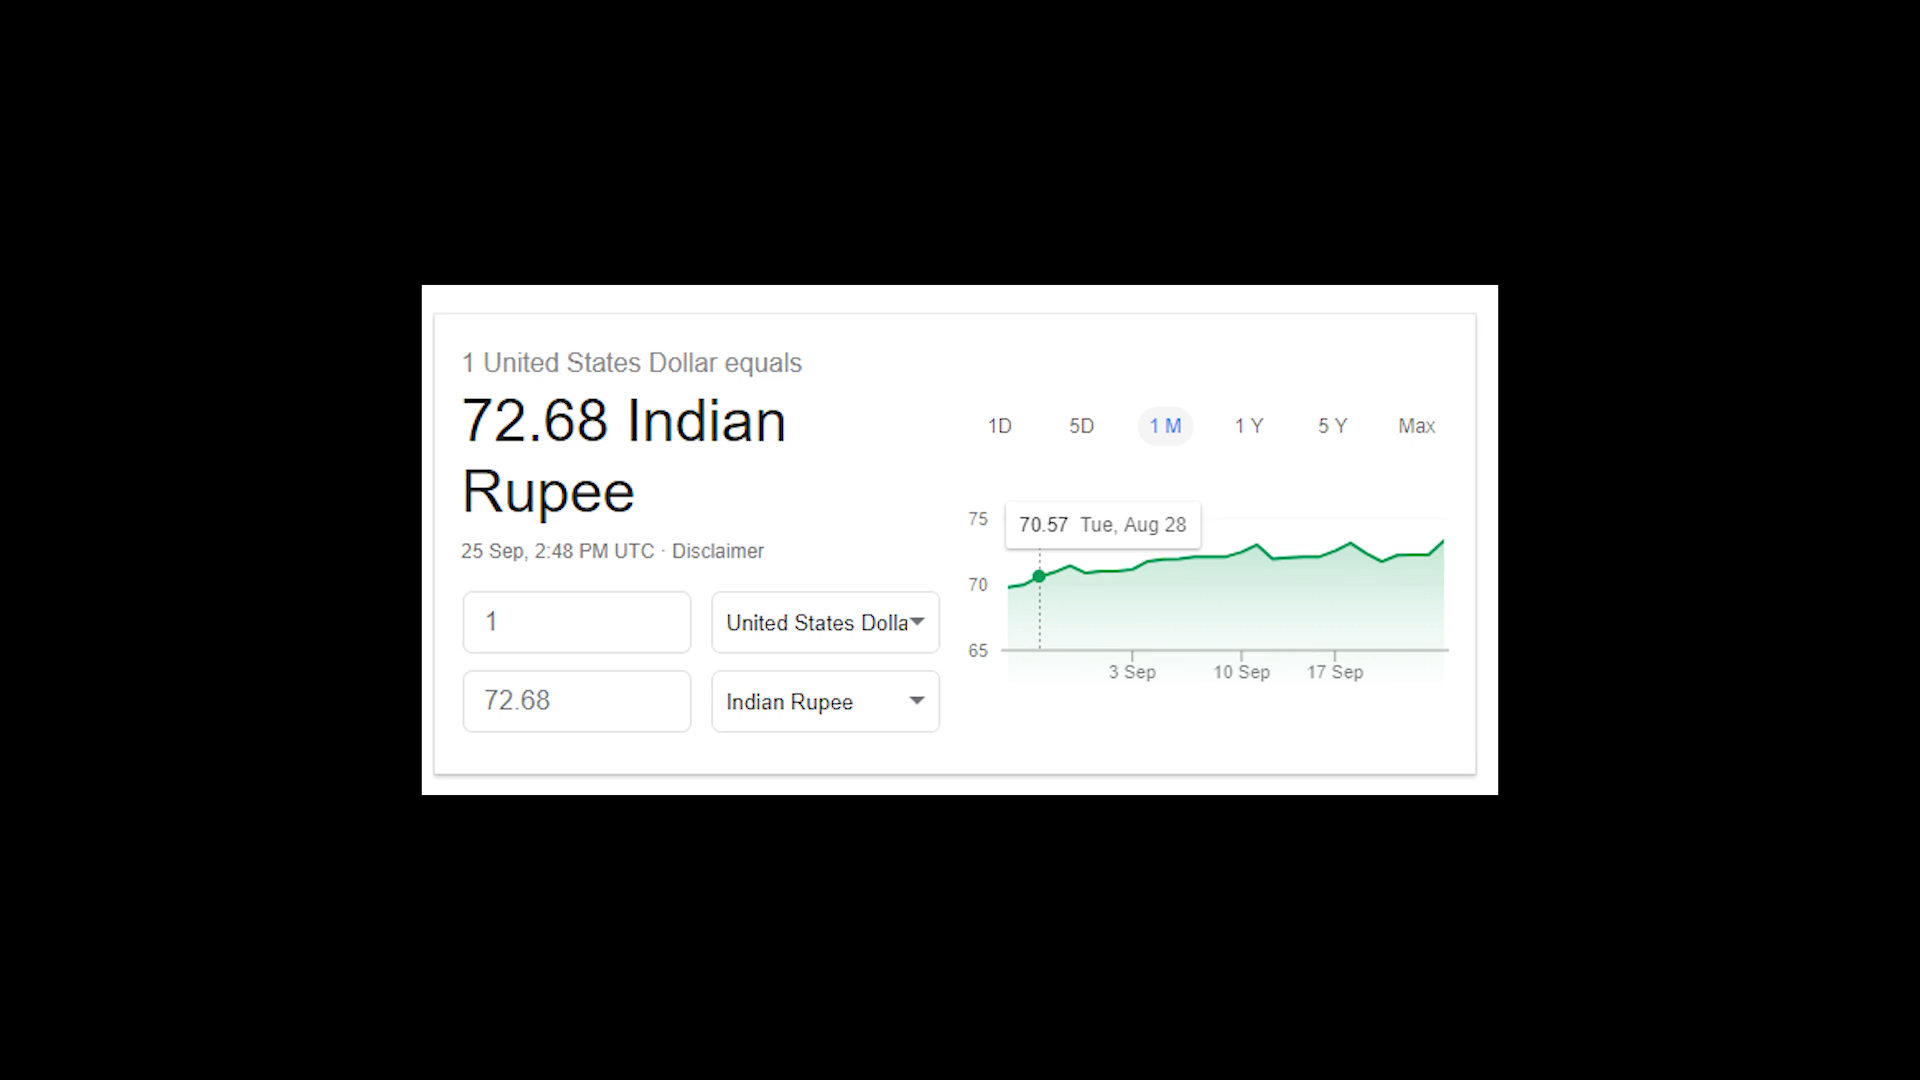 1 United States Dollar equals
72.68 Indian
Rupee
25 Sep, 2:48 PM UTC · Disclaimer
1 United States Dolla
72.68 Indian Rupee
1D 5D 1 M 1 Y 5 Y Max
75
70.57 Tue, Aug 28
70
65
3 Sep 10 Sep 17 Sep